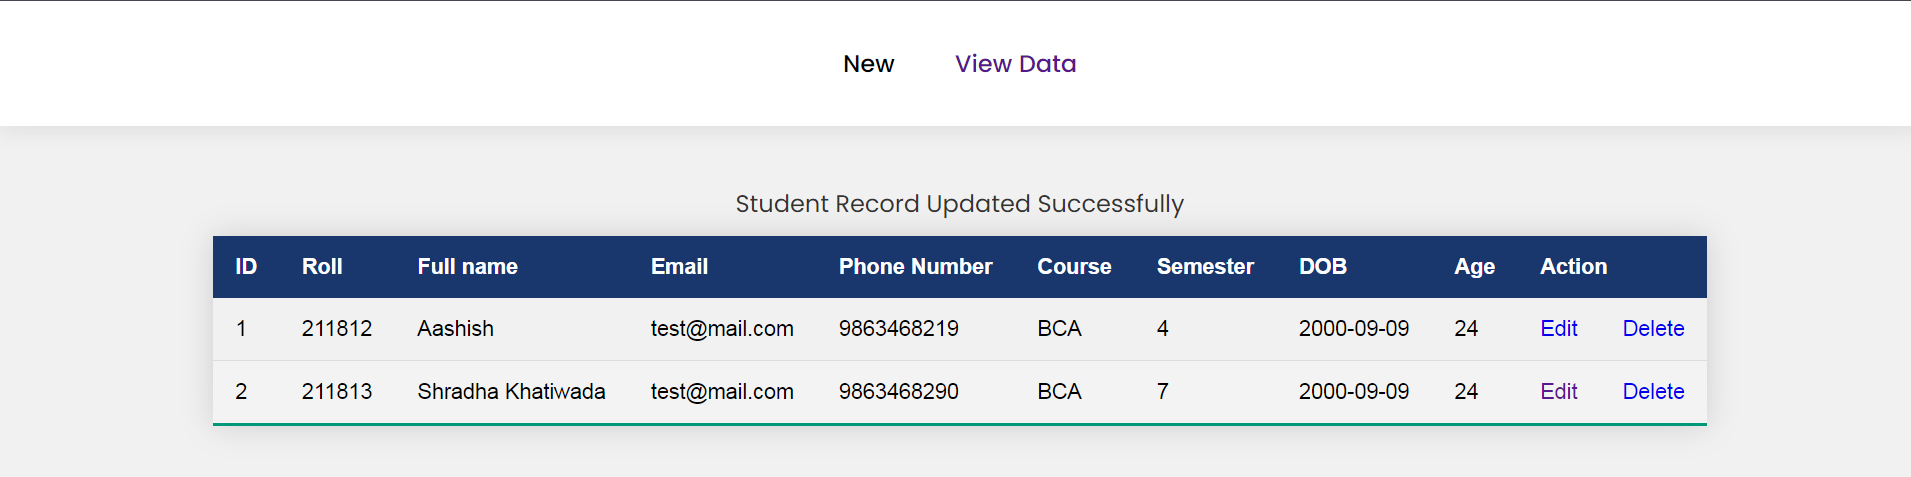 New View Data
Student Record Updated Successfully
ID Roll Full name Email Phone Number Course Semester DOB Age Action
1 211812 Aashish test@mail.com 9863468219 BCA 4 2000-09-09 24 Edit Delete
2 211813 Shradha Khatiwada test@mail.com 9863468290 BCA 7 2000-09-09 24 Edit Delete